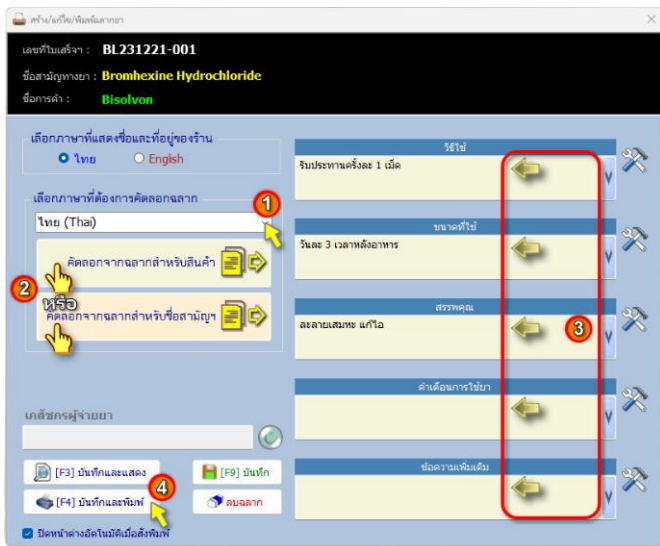 สร้าง/แก้ไข/พิมพ์ฉลากยา
เลขที่ใบเสร็จฯ : BL231221-001
ชื่อสามัญทางยา : Bromhexine Hydrochloride
ชื่อการค้า : Bisolvon
เลือกภาษาที่แสดงชื่อและที่อยู่ของร้าน
ไทย English
เลือกภาษาที่ต้องการคัดลอกฉลาก
1
ไทย (Thai)
คัดลอกจากฉลากสำหรับสินค้า
2
หรือ
คัดลอกจากฉลากสำหรับชื่อสามัญฯ
เภสัชกรผู้จ่ายยา
[F3] บันทึกและแสดง
[F9] บันทึก
4
[F4] บันทึกและพิมพ์
ลบฉลาก
ปิดหน้าต่างอัตโนมัติเมื่อสั่งพิมพ์
วิธีใช้
รับประทานครั้งละ 1 เม็ด
ขนาดที่ใช้
วันละ 3 เวลาหลังอาหาร
สรรพคุณ
ละลายเสมหะ แก้ไอ
3
คำเตือนการใช้ยา
ข้อความเพิ่มเติม